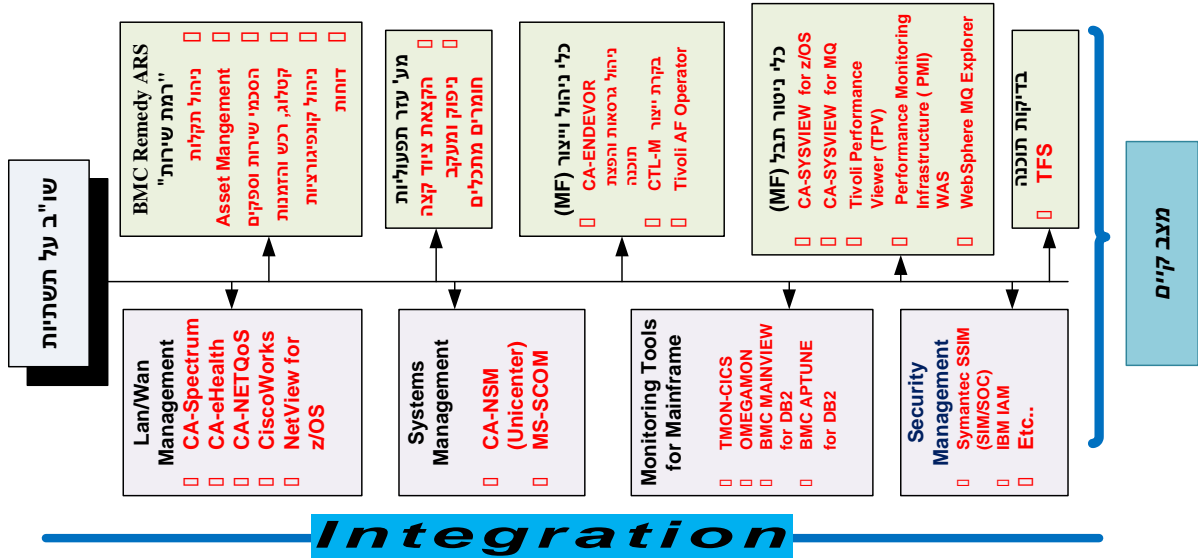 שו"ב על תשתיות
BMC Remedy ARS
"רמת שירות"
ניהול תקלות
Asset Mangement
הסכמי שירות וספקים
קטלוג, רכש והזמנות
ניהול קונפיגורציות
דוחות
Lan/Wan
Management
CA-Spectrum
CA-eHealth
CA-NETQoS
CiscoWorks
NetView for
z/OS
מע' עזר תפעוליות
הקצאת ציוד קצה
ניפוק ומעקב
חומרים מתכלים
Systems
Management
CA-NSM
(Unicenter)
MS-SCOM
כלי ניהול וייצור (MF)
CA-ENDEVOR
ניהול גרסאות והפצת
תוכנה
CTL-M בקרת ייצור
Tivoli AF Operator
Monitoring Tools
for Mainframe
TMON-CICS
OMEGAMON
BMC MAINVIEW
for DB2
BMC APTUNE
for DB2
כלי ניטור תבל (MF)
CA-SYSVIEW for z/OS
CA-SYSVIEW for MQ
Tivoli Performance
Viewer (TPV)
Performance Monitoring
Infrastructure ( PMI)
WAS
WebSphere MQ Explorer
Security
Management
Symantec SSIM
(SIM/SOC)
IBM IAM
Etc..
בדיקות תוכנה
TFS
מצב קיים
Integration